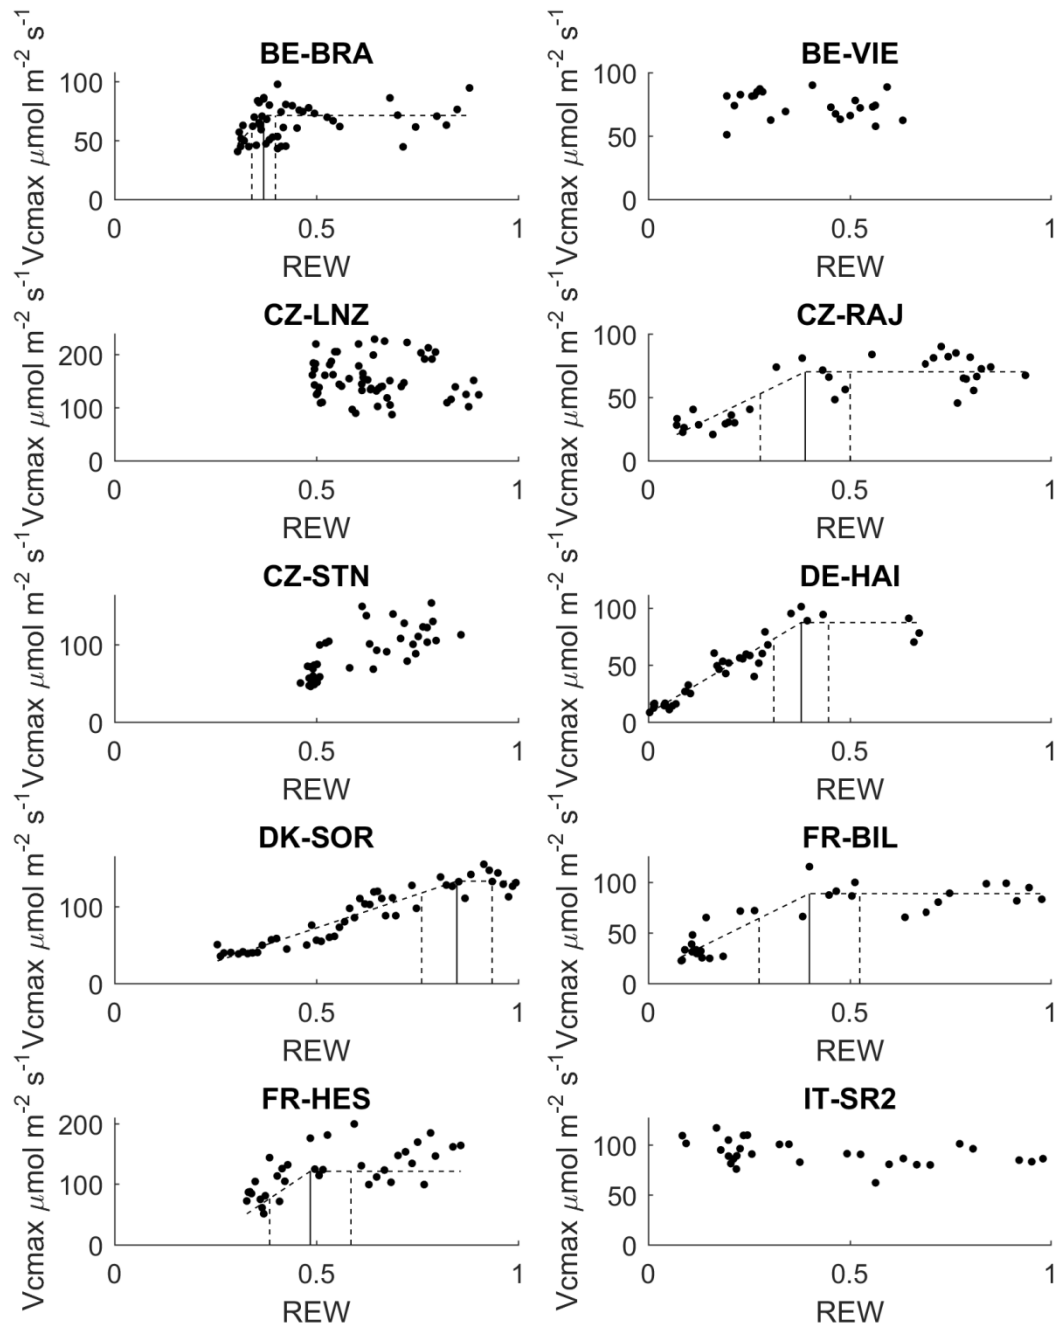 BE-BRA
Vcmax μmol m⁻² s⁻¹
100
50
0
0 0.5 1
REW
BE-VIE
Vcmax μmol m⁻² s⁻¹
100
50
0
0 0.5 1
REW
CZ-LNZ
Vcmax μmol m⁻² s⁻¹
200
100
0
0 0.5 1
REW
CZ-RAJ
Vcmax μmol m⁻² s⁻¹
100
50
0
0 0.5 1
REW
CZ-STN
Vcmax μmol m⁻² s⁻¹
100
0
0 0.5 1
REW
DE-HAI
Vcmax μmol m⁻² s⁻¹
100
50
0
0 0.5 1
REW
DK-SOR
Vcmax μmol m⁻² s⁻¹
100
0
0 0.5 1
REW
FR-BIL
Vcmax μmol m⁻² s⁻¹
100
50
0
0 0.5 1
REW
FR-HES
Vcmax μmol m⁻² s⁻¹
200
100
0
0 0.5 1
REW
IT-SR2
Vcmax μmol m⁻² s⁻¹
100
50
0
0 0.5 1
REW